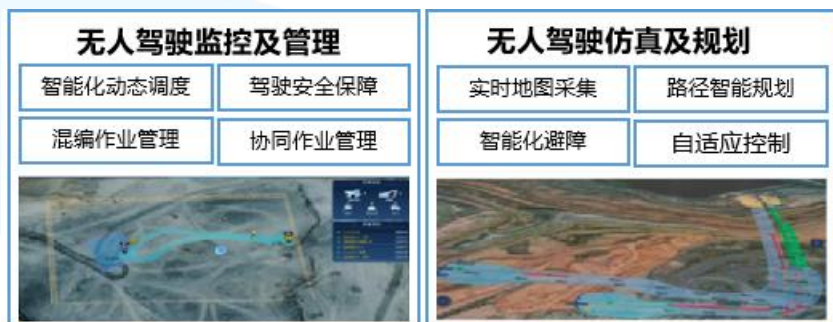 无人驾驶监控及管理
智能化动态调度
驾驶安全保障
混编作业管理
协同作业管理
无人驾驶仿真及规划
实时地图采集
路径智能规划
智能化避障
自适应控制